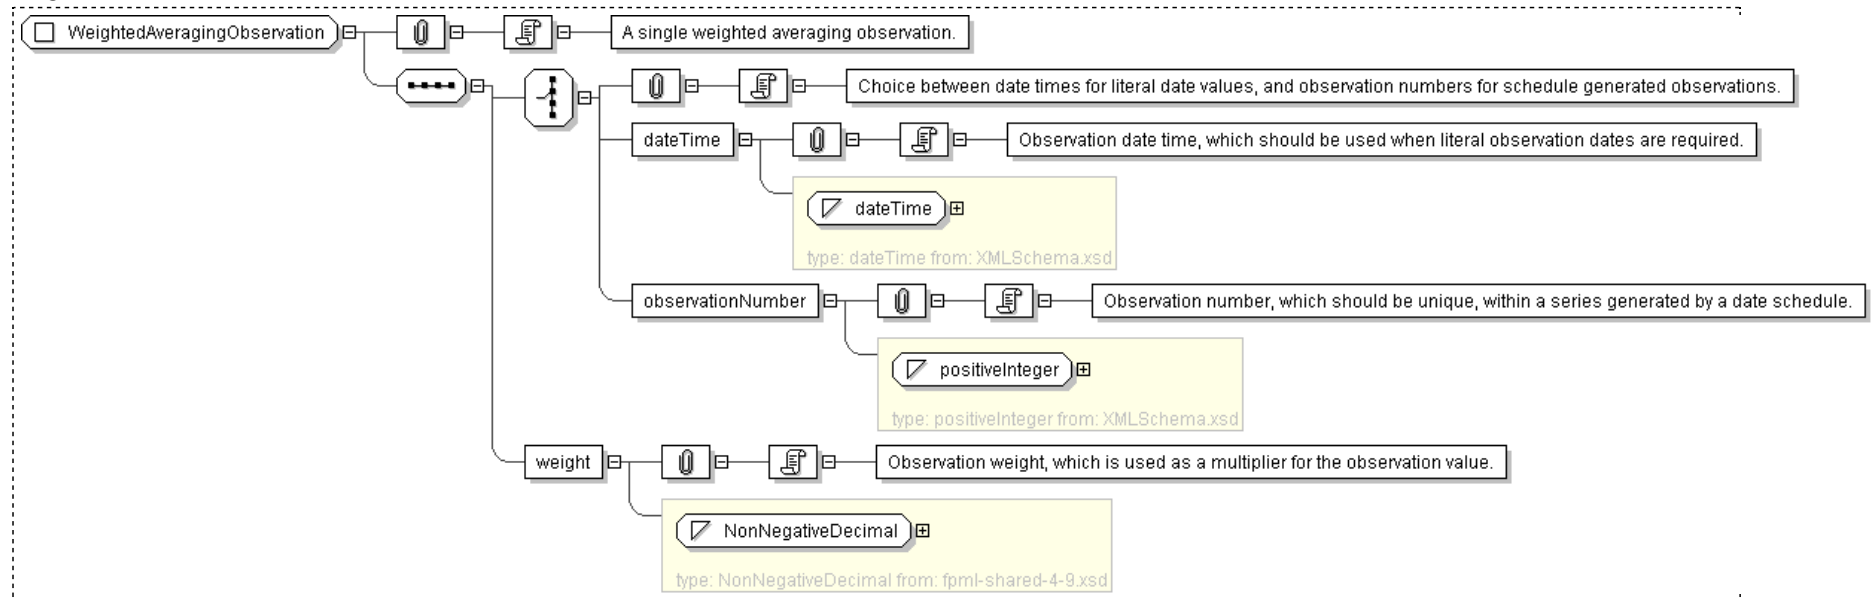 WeightedAveragingObservation
A single weighted averaging observation.
Choice between date times for literal date values, and observation numbers for schedule generated observations.
dateTime
Observation date time, which should be used when literal observation dates are required.
dateTime
type: dateTime from: XMLSchema.xsd
observationNumber
Observation number, which should be unique, within a series generated by a date schedule.
positiveInteger
type: positiveInteger from: XMLSchema.xsd
weight
Observation weight, which is used as a multiplier for the observation value.
NonNegativeDecimal
type: NonNegativeDecimal from: fpml-shared-4-9.xsd